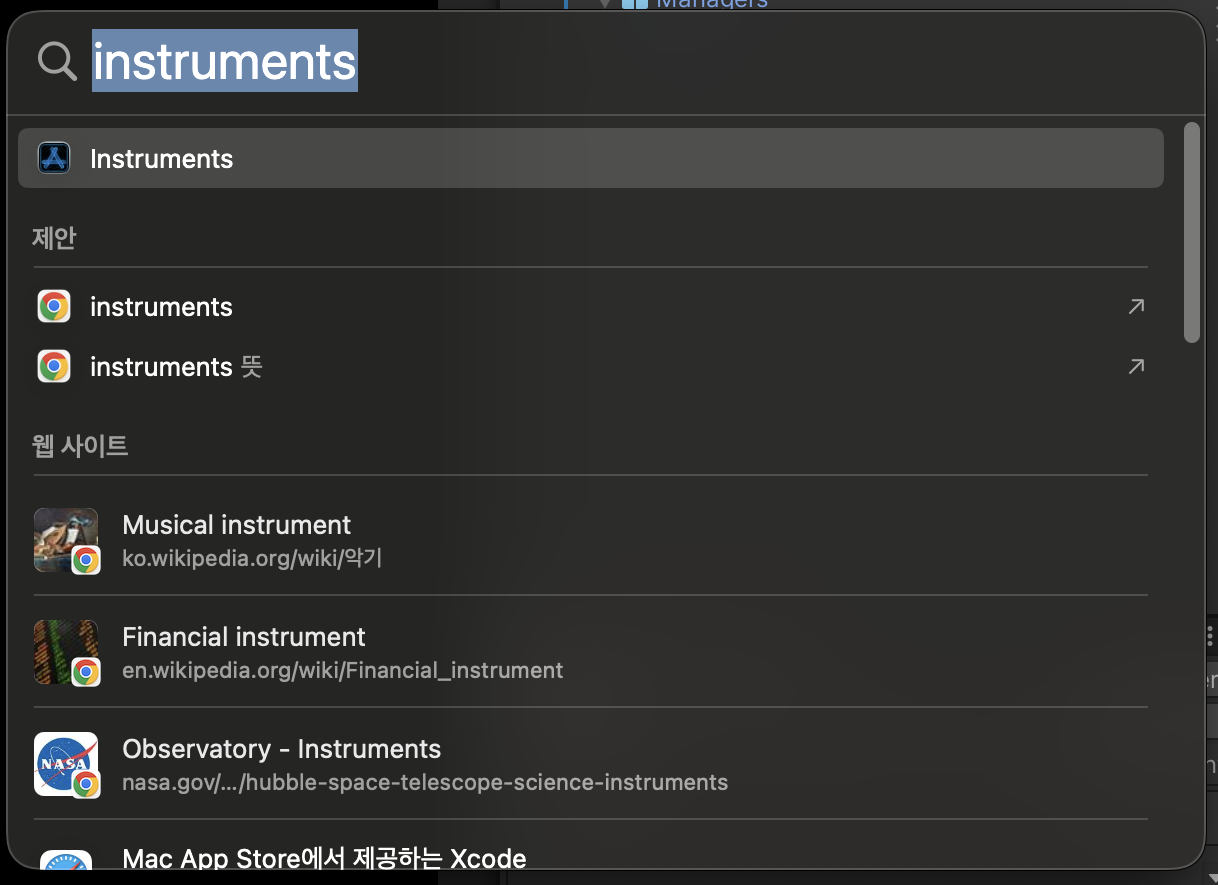 Managers
instruments
Instruments
제안
instruments
instruments 뜻
웹 사이트
Musical instrument
ko.wikipedia.org/wiki/악기
Financial instrument
en.wikipedia.org/wiki/Financial_instrument
NASA
Observatory - Instruments
nasa.gov/.../hubble-space-telescope-science-instruments
Mac App Store에서 제공하는 Xcode